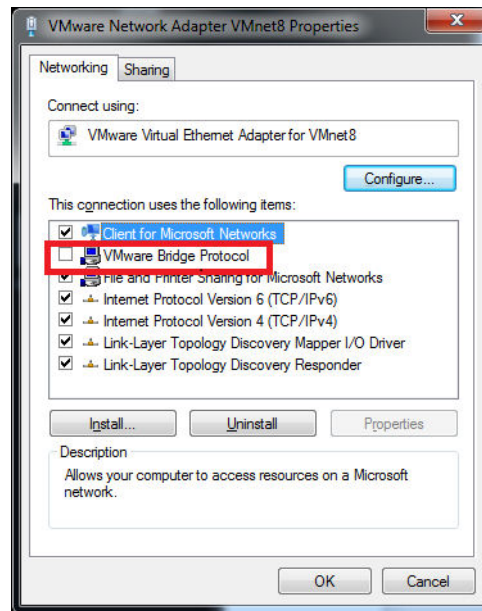 VMware Network Adapter VMnet8 Properties
Networking Sharing
Connect using:
VMware Virtual Ethernet Adapter for VMnet8
Configure...
This connection uses the following items:
Client for Microsoft Networks
VMware Bridge Protocol
File and Printer Sharing for Microsoft Networks
Internet Protocol Version 6 (TCP/IPv6)
Internet Protocol Version 4 (TCP/IPv4)
Link-Layer Topology Discovery Mapper I/O Driver
Link-Layer Topology Discovery Responder
Install... Uninstall Properties
Description
Allows your computer to access resources on a Microsoft
network.
OK Cancel